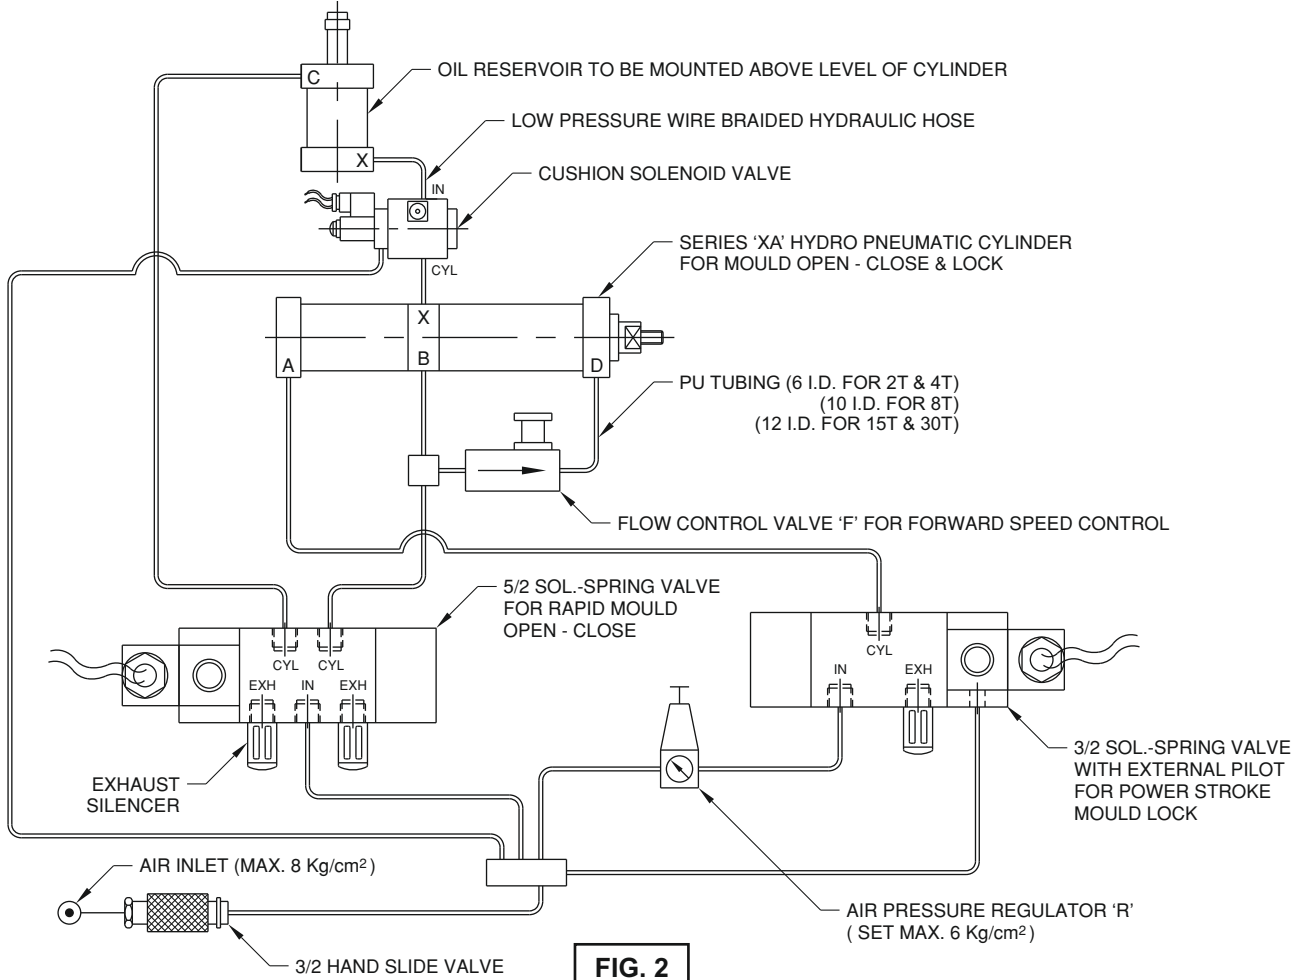 C
OIL RESERVOIR TO BE MOUNTED ABOVE LEVEL OF CYLINDER
LOW PRESSURE WIRE BRAIDED HYDRAULIC HOSE
X
IN
CUSHION SOLENOID VALVE
CYL
SERIES ‘XA’ HYDRO PNEUMATIC CYLINDER
FOR MOULD OPEN - CLOSE & LOCK
X
A
B
D
PU TUBING (6 I.D. FOR 2T & 4T)
(10 I.D. FOR 8T)
(12 I.D. FOR 15T & 30T)
FLOW CONTROL VALVE ‘F’ FOR FORWARD SPEED CONTROL
5/2 SOL.-SPRING VALVE
FOR RAPID MOULD
OPEN - CLOSE
CYL
CYL
EXH
IN
EXH
CYL
IN
EXH
EXHAUST
SILENCER
3/2 SOL.-SPRING VALVE
WITH EXTERNAL PILOT
FOR POWER STROKE
MOULD LOCK
AIR INLET (MAX. 8 Kg/cm²)
AIR PRESSURE REGULATOR ‘R’
( SET MAX. 6 Kg/cm²)
3/2 HAND SLIDE VALVE
FIG. 2